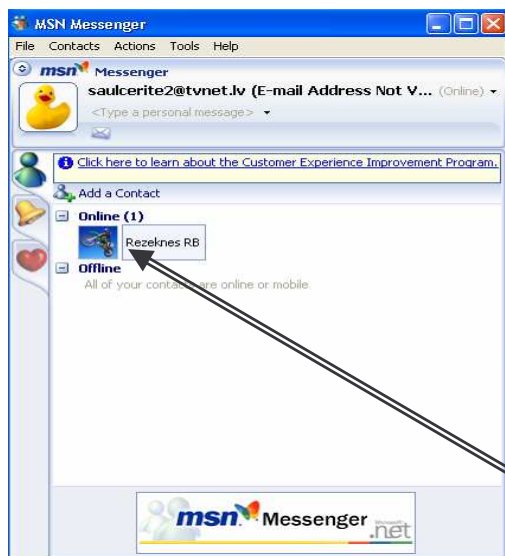 MSN Messenger
File Contacts Actions Tools Help
msn Messenger
saulcerite2@tvnet.lv (E-mail Address Not V... (Online)
<Type a personal message>
Click here to learn about the Customer Experience Improvement Program.
Add a Contact
Online (1)
Rezeknes RB
Offline
All of your contacts are online or mobile
msn Messenger
.net